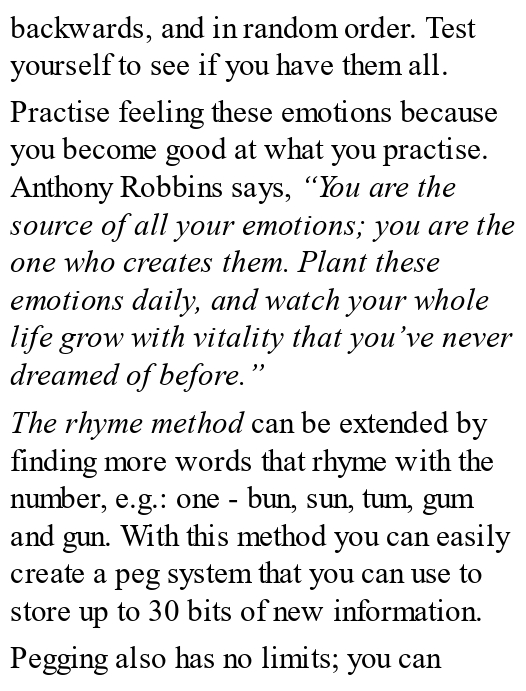 backwards, and in random order. Test
yourself to see if you have them all.
Practise feeling these emotions because
you become good at what you practise.
Anthony Robbins says, “You are the
source of all your emotions; you are the
one who creates them. Plant these
emotions daily, and watch your whole
life grow with vitality that you’ve never
dreamed of before.”
The rhyme method can be extended by
finding more words that rhyme with the
number, e.g.: one - bun, sun, tum, gum
and gun. With this method you can easily
create a peg system that you can use to
store up to 30 bits of new information.
Pegging also has no limits; you can